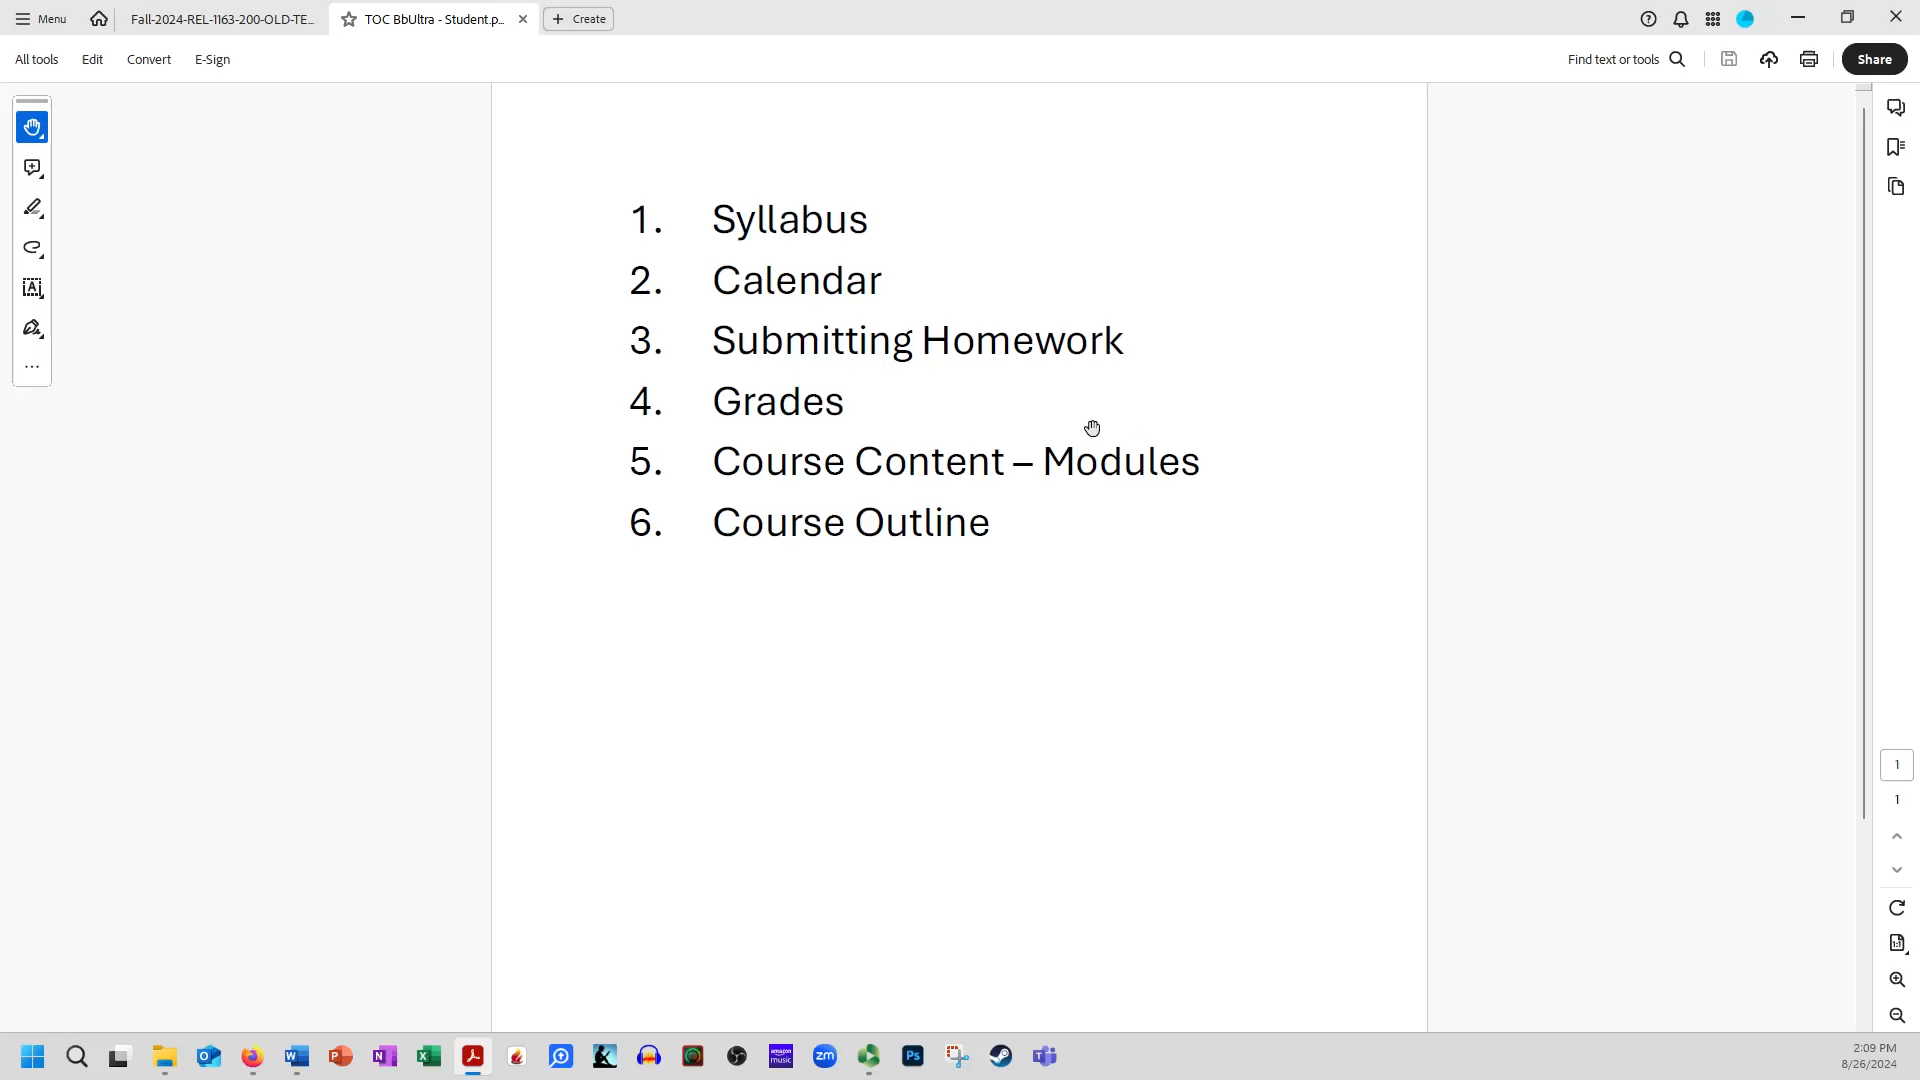 Menu
Fall-2024-REL-1163-200-OLD-TE...
TOC BbUltra - Student.p...
Create
All tools
Edit
Convert
E-Sign
Find text or tools
Share
1. Syllabus
2. Calendar
3. Submitting Homework
4. Grades
5. Course Content – Modules
6. Course Outline
1
1
2:09 PM
8/26/2024